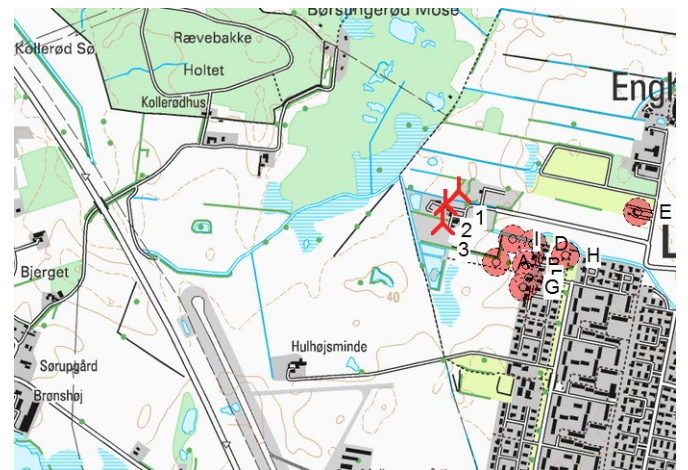 Børsungerød Mose
Kollerød Sø
Rævebakke
Holtet
Kollerødhus
Engh
E
1
2
3
I
D
H
A
G
L
40
Bjerget
Hulhøjsminde
Sørupgård
Brønshøj